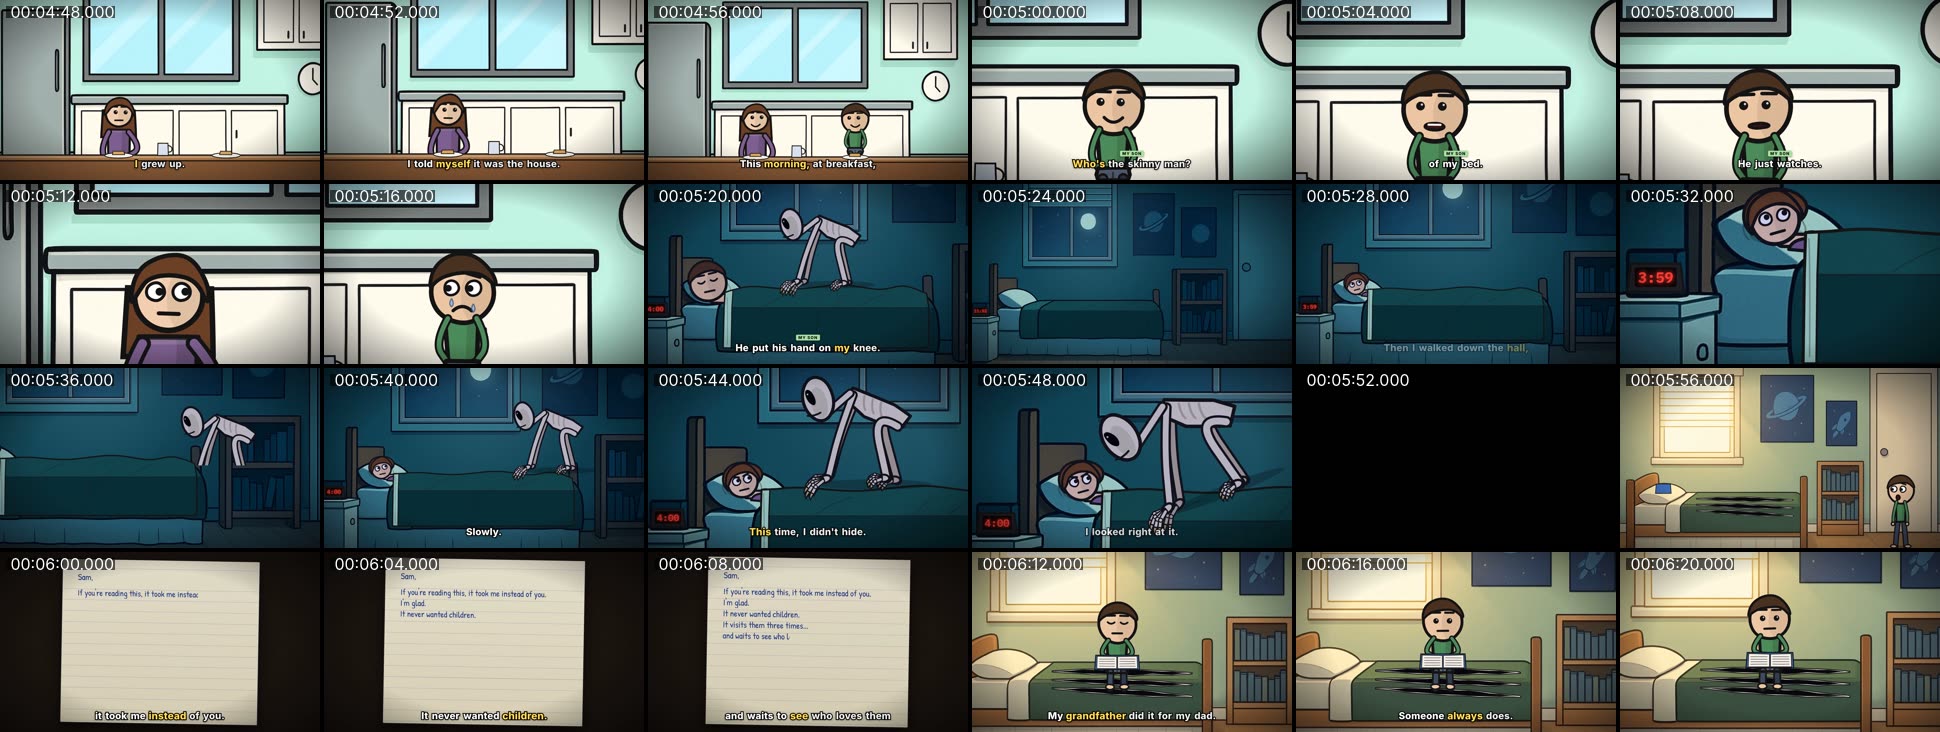 00:04:48.000
I grew up.
00:04:52.000
I told myself it was the house.
00:04:56.000
This morning, at breakfast,
00:05:00.000
MY SON
Who's the skinny man?
00:05:04.000
MY SON
of my bed.
00:05:08.000
MY SON
He just watches.
00:05:12.000
00:05:16.000
00:05:20.000
4:00
MY SON
He put his hand on my knee.
00:05:24.000
00:05:28.000
3:59
Then I walked down the hall,
00:05:32.000
3:59
00:05:36.000
00:05:40.000
4:00
Slowly.
00:05:44.000
4:00
This time, I didn't hide.
00:05:48.000
4:00
I looked right at it.
00:05:52.000
00:05:56.000
00:06:00.000
Sam,
If you're reading this, it took me instead
it took me instead of you.
00:06:04.000
Sam,
If you're reading this, it took me instead of you.
I'm glad.
It never wanted children.
It never wanted children.
00:06:08.000
Sam,
If you're reading this, it took me instead of you.
I'm glad.
It never wanted children.
It visits them three times...
and waits to see who l
and waits to see who loves them
00:06:12.000
My grandfather did it for my dad.
00:06:16.000
Someone always does.
00:06:20.000